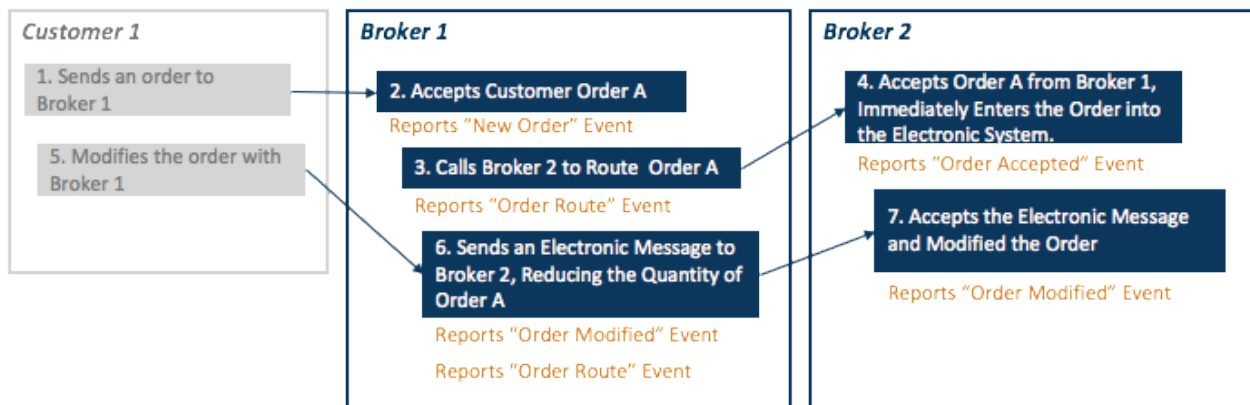 Customer 1
1. Sends an order to
Broker 1
5. Modifies the order with
Broker 1
Broker 1
2. Accepts Customer Order A
Reports "New Order" Event
3. Calls Broker 2 to Route Order A
Reports "Order Route" Event
6. Sends an Electronic Message to
Broker 2, Reducing the Quantity of
Order A
Reports "Order Modified" Event
Reports "Order Route" Event
Broker 2
4. Accepts Order A from Broker 1,
Immediately Enters the Order into
the Electronic System.
Reports "Order Accepted" Event
7. Accepts the Electronic Message
and Modified the Order
Reports "Order Modified" Event